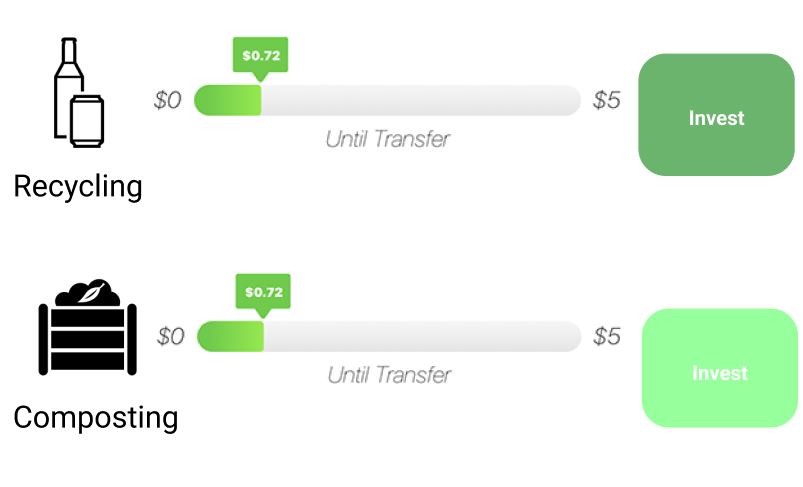 $0.72
$0 $5 Invest
Until Transfer
Recycling
$0.72
$0 $5
Until Transfer Invest
Composting